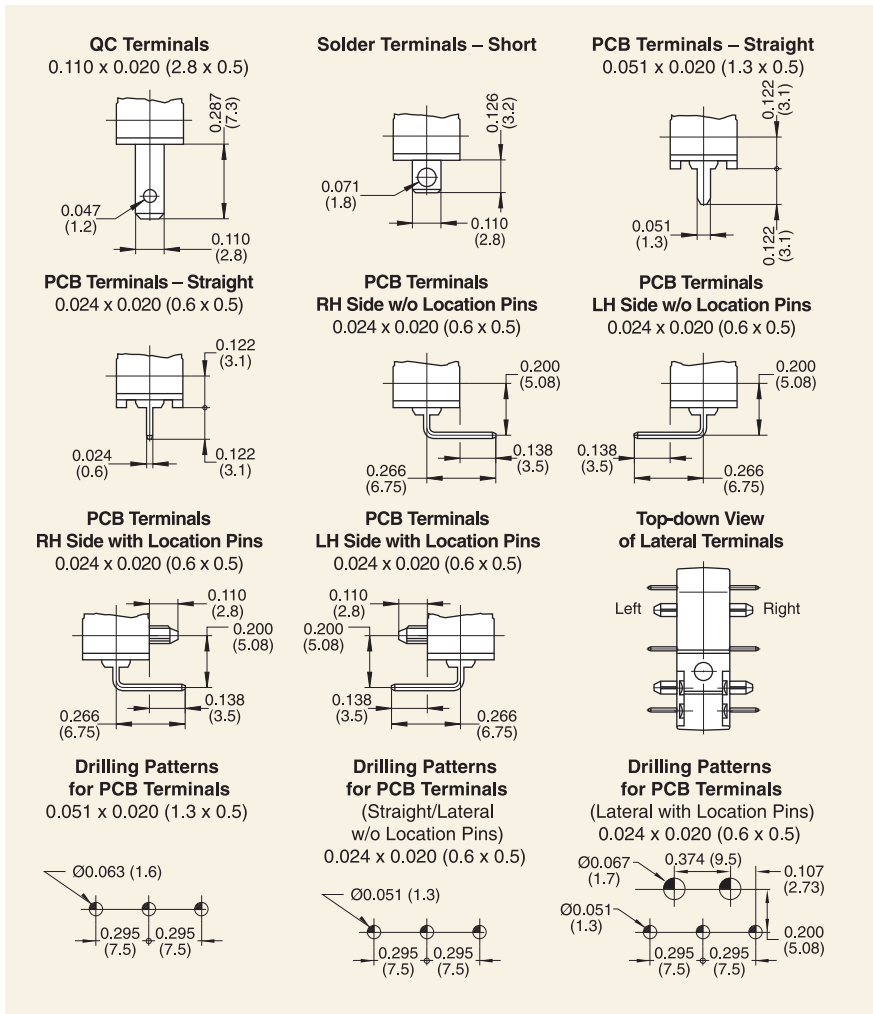 QC Terminals
0.110 x 0.020 (2.8 x 0.5)
0.287
(7.3)
0.047
(1.2)
0.110
(2.8)
Solder Terminals – Short
0.126
(3.2)
0.071
(1.8)
0.110
(2.8)
PCB Terminals – Straight
0.051 x 0.020 (1.3 x 0.5)
0.122
(3.1)
0.051
(1.3)
0.122
(3.1)
PCB Terminals – Straight
0.024 x 0.020 (0.6 x 0.5)
0.122
(3.1)
0.024
(0.6)
0.122
(3.1)
PCB Terminals
RH Side w/o Location Pins
0.024 x 0.020 (0.6 x 0.5)
0.200
(5.08)
0.138
(3.5)
0.266
(6.75)
PCB Terminals
LH Side w/o Location Pins
0.024 x 0.020 (0.6 x 0.5)
0.200
(5.08)
0.138
(3.5)
0.266
(6.75)
PCB Terminals
RH Side with Location Pins
0.024 x 0.020 (0.6 x 0.5)
0.110
(2.8)
0.200
(5.08)
0.138
(3.5)
0.266
(6.75)
PCB Terminals
LH Side with Location Pins
0.024 x 0.020 (0.6 x 0.5)
0.110
(2.8)
0.200
(5.08)
0.138
(3.5)
0.266
(6.75)
Top-down View
of Lateral Terminals
Left
Right
Drilling Patterns
for PCB Terminals
0.051 x 0.020 (1.3 x 0.5)
Ø0.063 (1.6)
0.295 0.295
(7.5) (7.5)
Drilling Patterns
for PCB Terminals
(Straight/Lateral
w/o Location Pins)
0.024 x 0.020 (0.6 x 0.5)
Ø0.051 (1.3)
0.295 0.295
(7.5) (7.5)
Drilling Patterns
for PCB Terminals
(Lateral with Location Pins)
0.024 x 0.020 (0.6 x 0.5)
Ø0.067
(1.7)
0.374 (9.5)
0.107
(2.73)
Ø0.051
(1.3)
0.200
(5.08)
0.295 0.295
(7.5) (7.5)